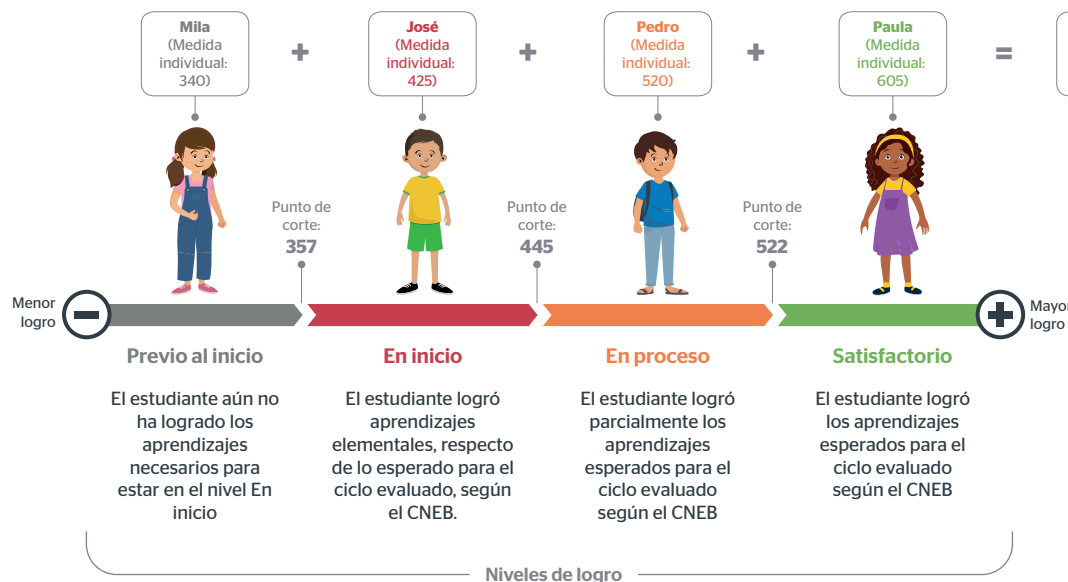 Mila
(Medida
individual:
340)
+
José
(Medida
individual:
425)
+
Pedro
(Medida
individual:
520)
+
Paula
(Medida
individual:
605)
=
Punto de
corte:
357
Punto de
corte:
445
Punto de
corte:
522
Menor
logro
Mayor
logro
Previo al inicio
El estudiante aún no
ha logrado los
aprendizajes
necesarios para
estar en el nivel En
inicio
En inicio
El estudiante logró
aprendizajes
elementales, respecto
de lo esperado para el
ciclo evaluado, según
el CNEB.
En proceso
El estudiante logró
parcialmente los
aprendizajes
esperados para el
ciclo evaluado
según el CNEB
Satisfactorio
El estudiante logró
los aprendizajes
esperados para el
ciclo evaluado
según el CNEB
Niveles de logro